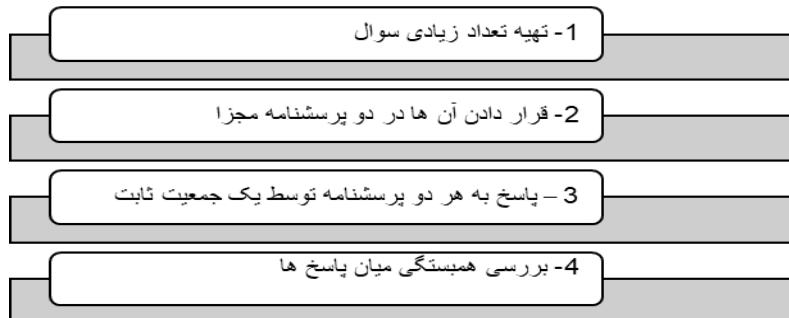 1- تهیه تعداد زیادی سوال
2- قرار دادن آن ها در دو پرسشنامه مجزا
3 – پاسخ به هر دو پرسشنامه توسط یک جمعیت ثابت
4- بررسی همبستگی میان پاسخ ها